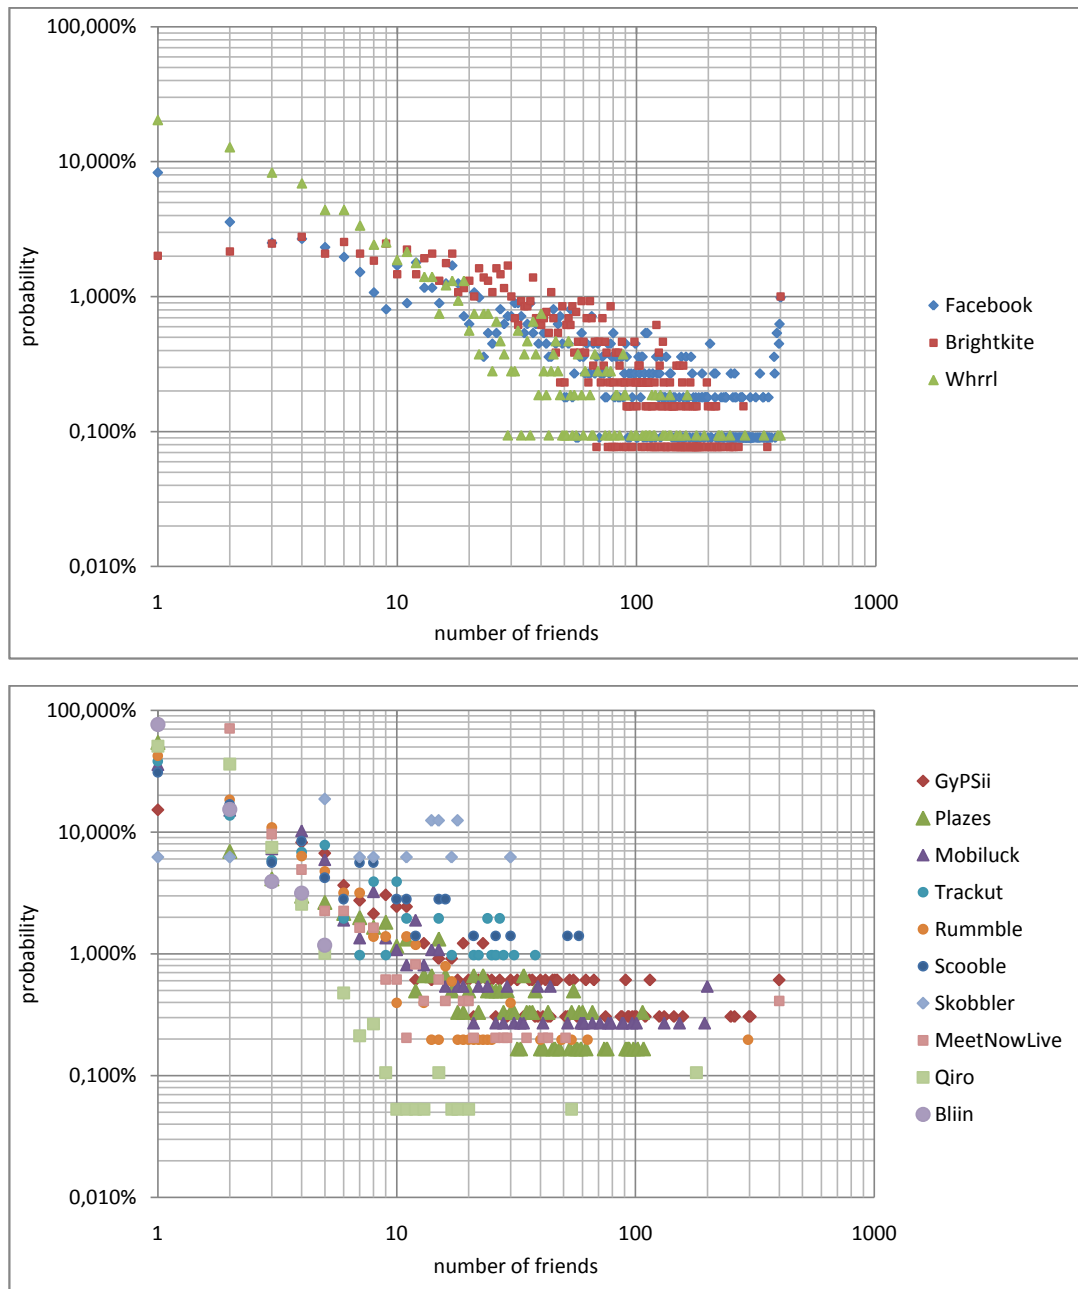 100,000%
10,000%
1,000%
0,100%
0,010%
probability
1 10 100 1000
number of friends
Facebook
Brightkite
Whrrl
100,000%
10,000%
1,000%
0,100%
0,010%
probability
1 10 100 1000
number of friends
GyPSii
Plazes
Mobiluck
Trackut
Rummble
Scooble
Skobbler
MeetNowLive
Qiro
Bliin